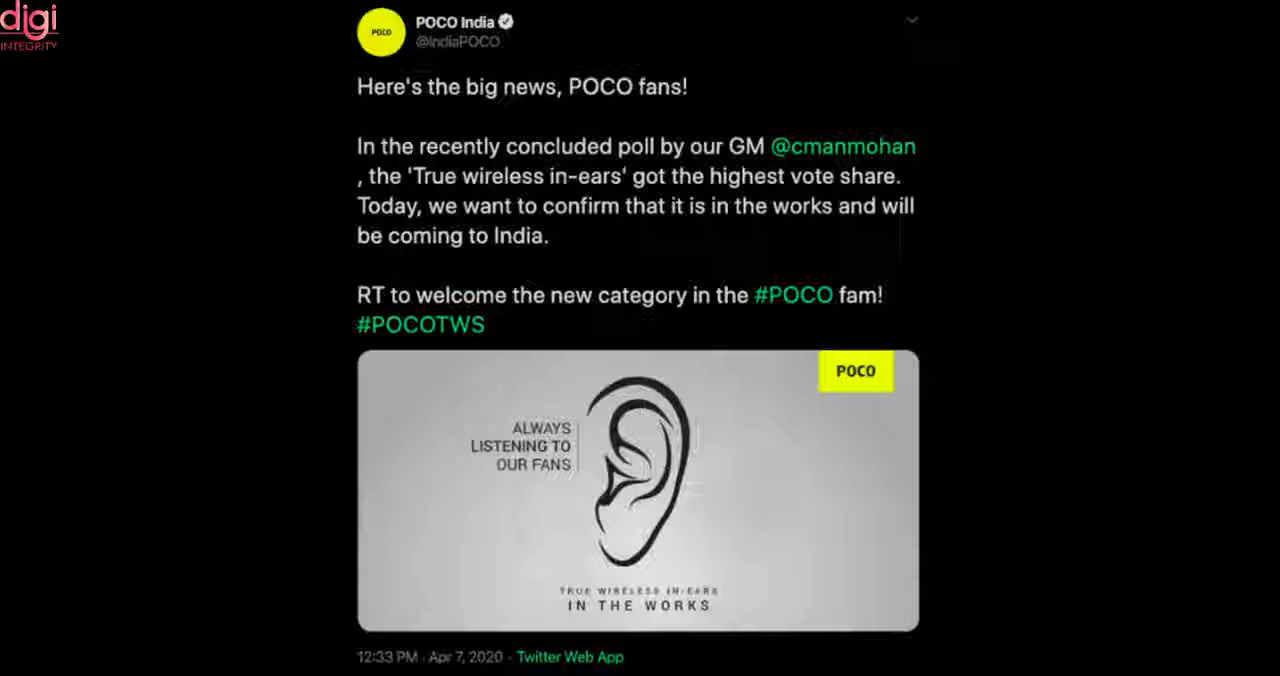 digi
INTEGRITY
POCO
POCO India
@IndiaPOCO
Here's the big news, POCO fans!
In the recently concluded poll by our GM @cmanmohan
, the 'True wireless in-ears' got the highest vote share.
Today, we want to confirm that it is in the works and will
be coming to India.
RT to welcome the new category in the #POCO fam!
#POCOTWS
POCO
ALWAYS
LISTENING TO
OUR FANS
TRUE WIRELESS IN-EARS
IN THE WORKS
12:33 PM · Apr 7, 2020 · Twitter Web App